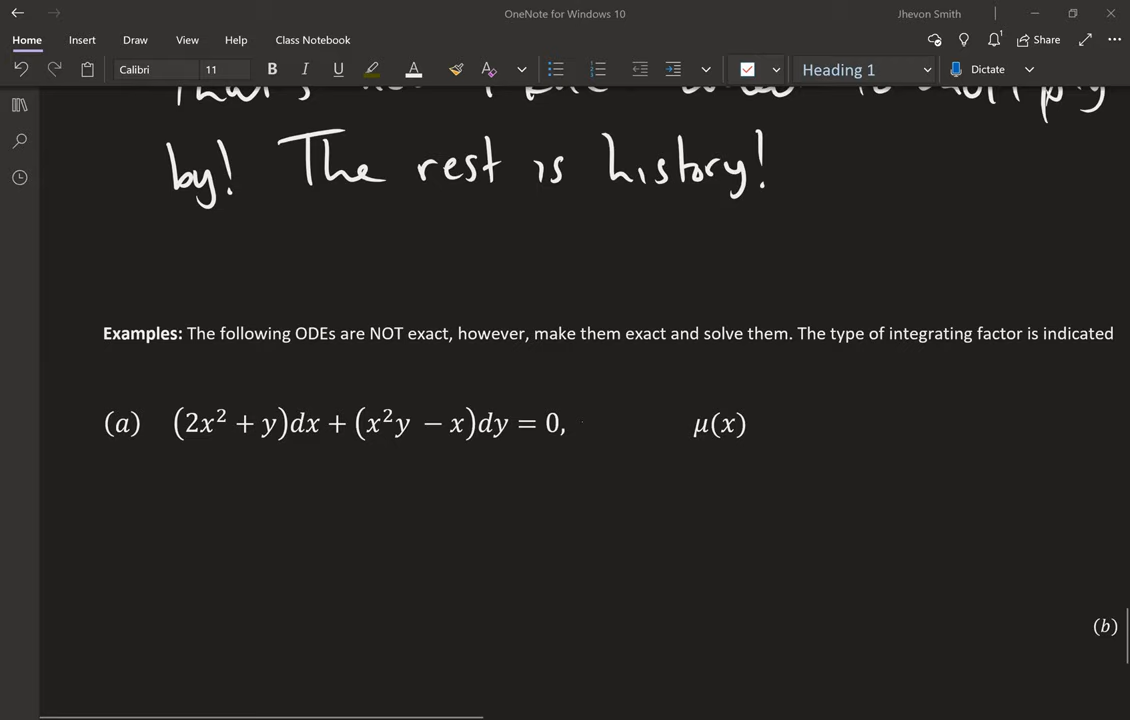 OneNote for Windows 10
Jhevon Smith
Home Insert Draw View Help Class Notebook
Share
Calibri 11 B I U A Heading 1 Dictate
by! The rest is history!
Examples: The following ODEs are NOT exact, however, make them exact and solve them. The type of integrating factor is indicated
(a) (2x² + y)dx + (x²y − x)dy = 0, μ(x)
(b)